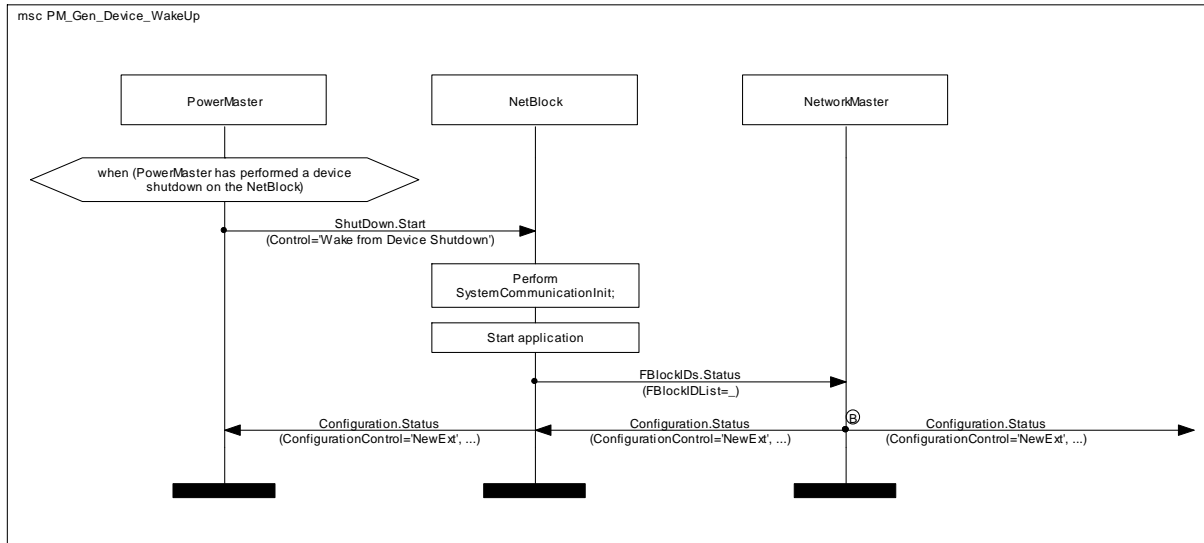 msc PM_Gen_Device_WakeUp
PowerMaster
NetBlock
NetworkMaster
when (PowerMaster has performed a device
shutdown on the NetBlock)
ShutDown.Start
(Control='Wake from Device Shutdown')
Perform
SystemCommunicationInit;
Start application
FBlockIDs.Status
(FBlockIDList=_)
B
Configuration.Status
(ConfigurationControl='NewExt', ...)
Configuration.Status
(ConfigurationControl='NewExt', ...)
Configuration.Status
(ConfigurationControl='NewExt', ...)